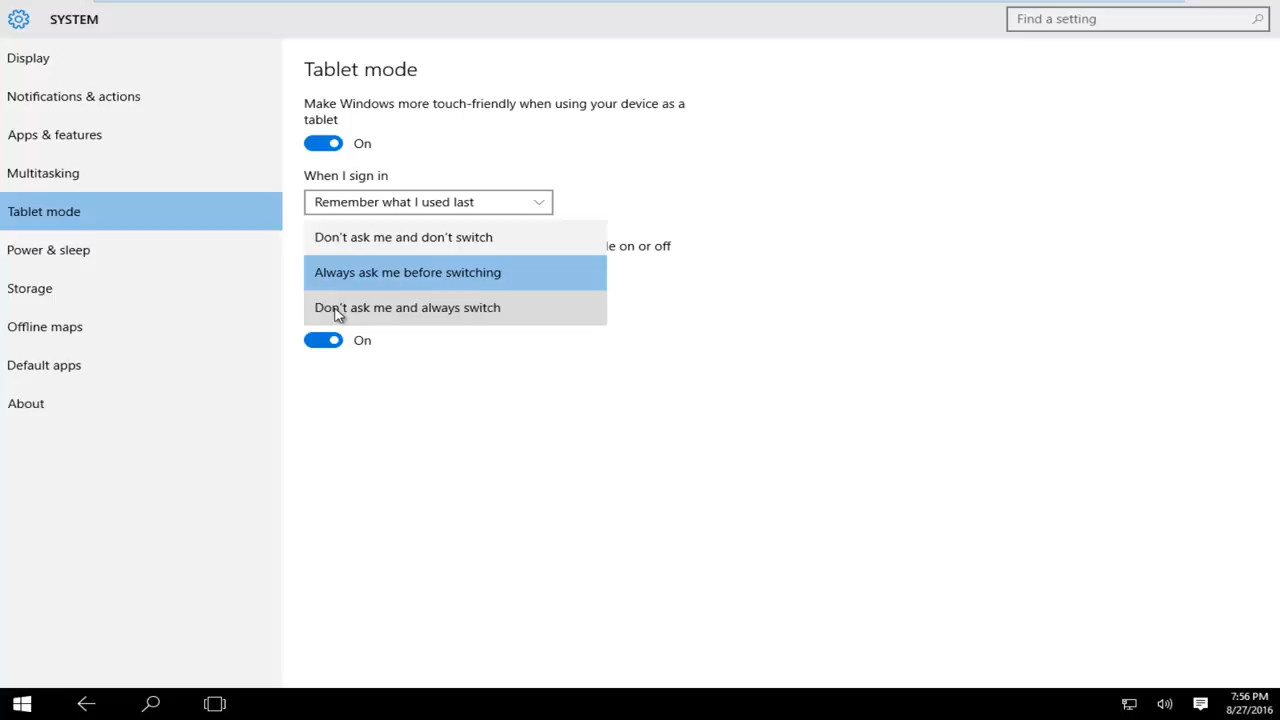 SYSTEM
Find a setting
Display
Notifications & actions
Apps & features
Multitasking
Tablet mode
Power & sleep
Storage
Offline maps
Default apps
About
Tablet mode
Make Windows more touch-friendly when using your device as a
tablet
On
When I sign in
Remember what I used last
Don't ask me and don't switch
le on or off
Always ask me before switching
Don't ask me and always switch
On
7:56 PM
8/27/2016